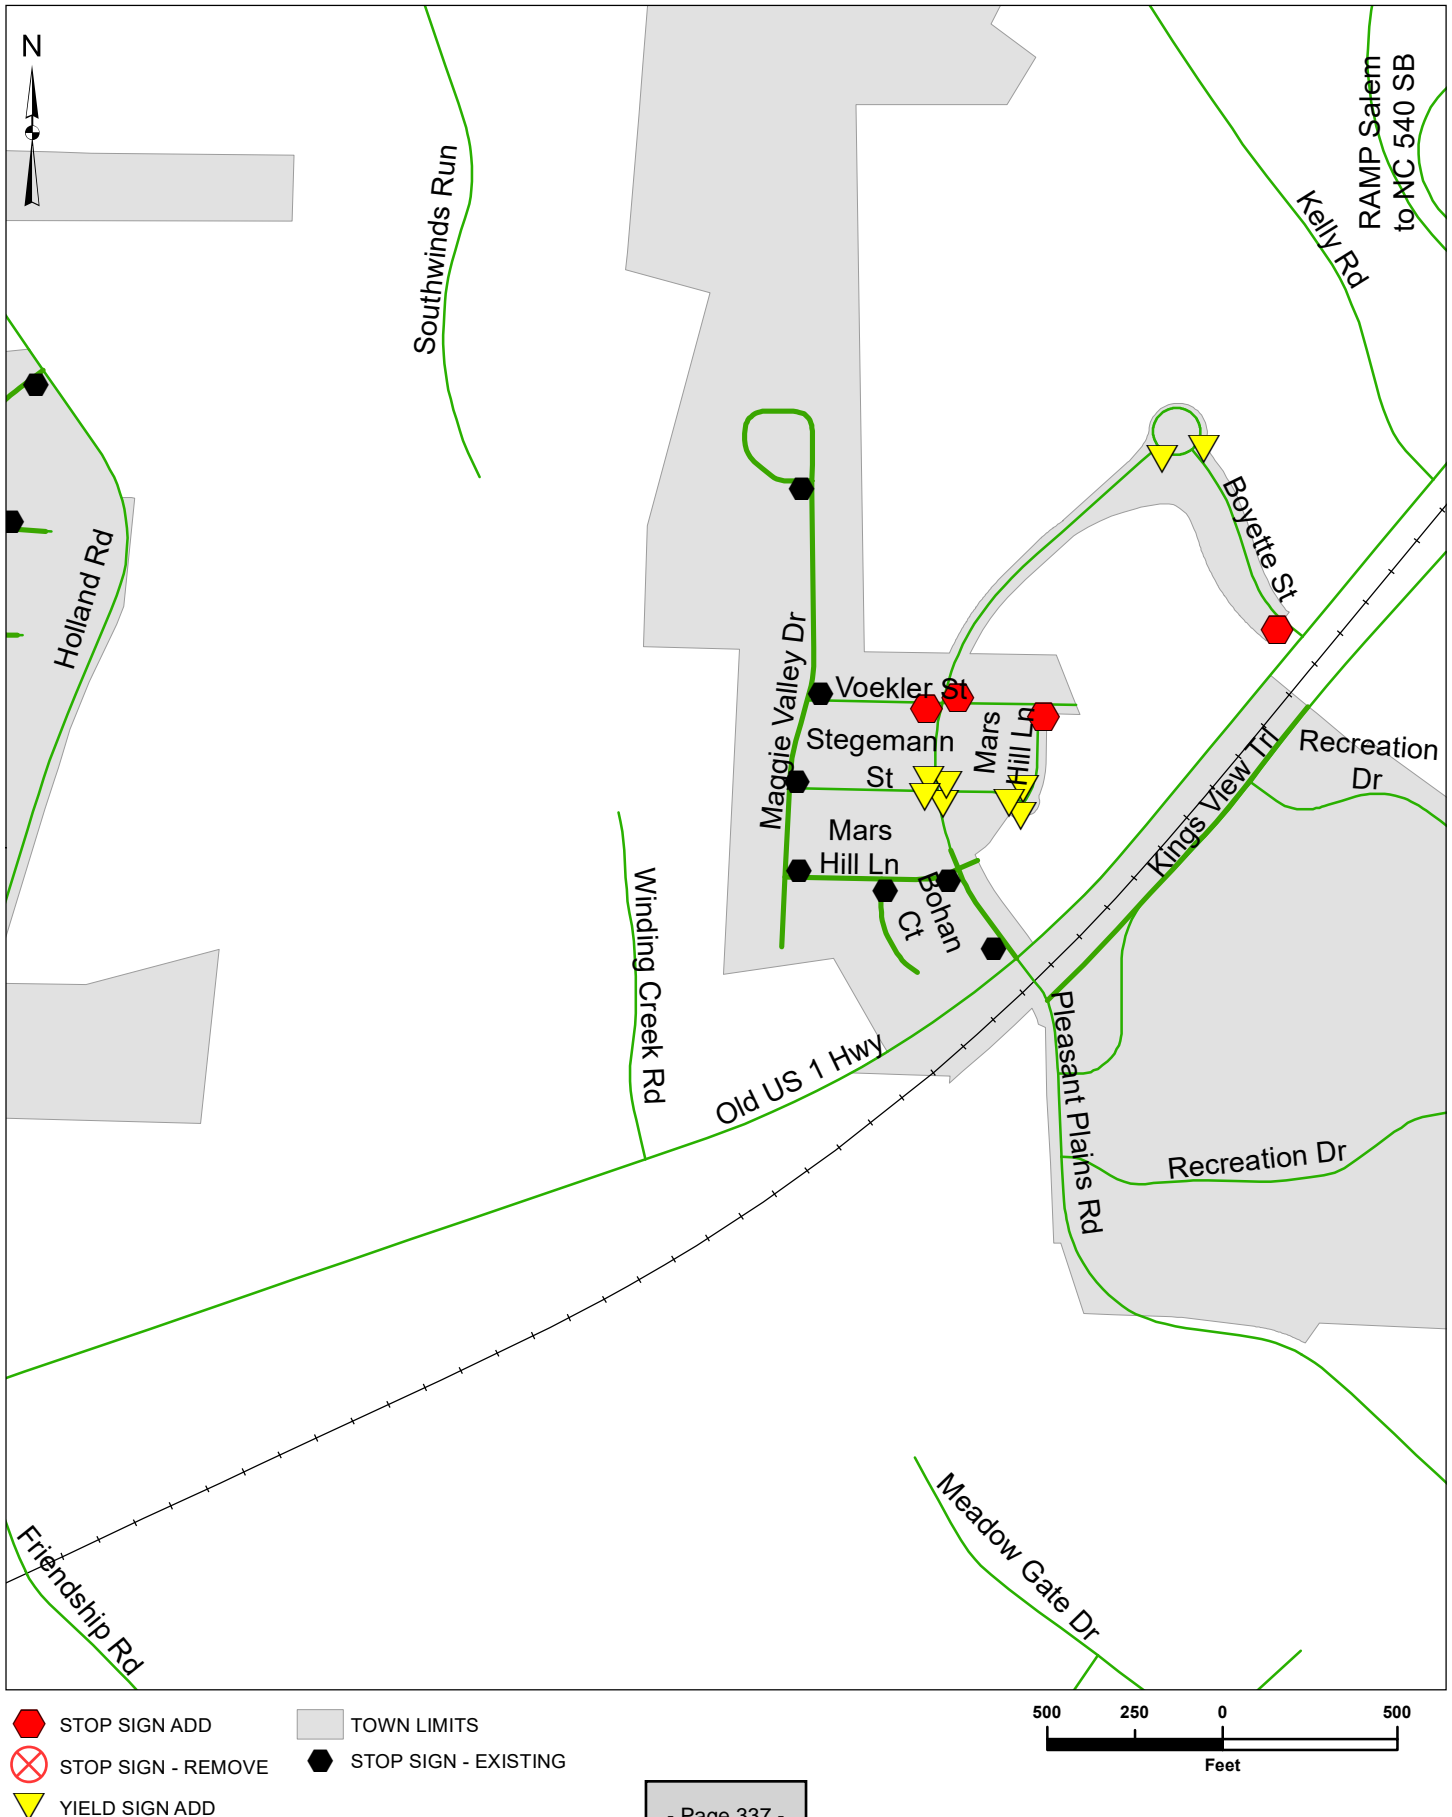 N
RAMP Salem
to NC 540 SB
Southwinds Run
Kelly Rd
Holland Rd
Boyette St
Maggie Valley Dr
Voekler St
Stegemann
St
Mars
Hill Ln
Mars
Hill Ln
Bohan
Ct
Kings View Trl
Recreation
Dr
Winding Creek Rd
Old US 1 Hwy
Pleasant Plains Rd
Recreation Dr
Meadow Gate Dr
Friendship Rd
STOP SIGN ADD
STOP SIGN - REMOVE
YIELD SIGN ADD
TOWN LIMITS
STOP SIGN - EXISTING
500 250 0 500
Feet
- Page 337 -